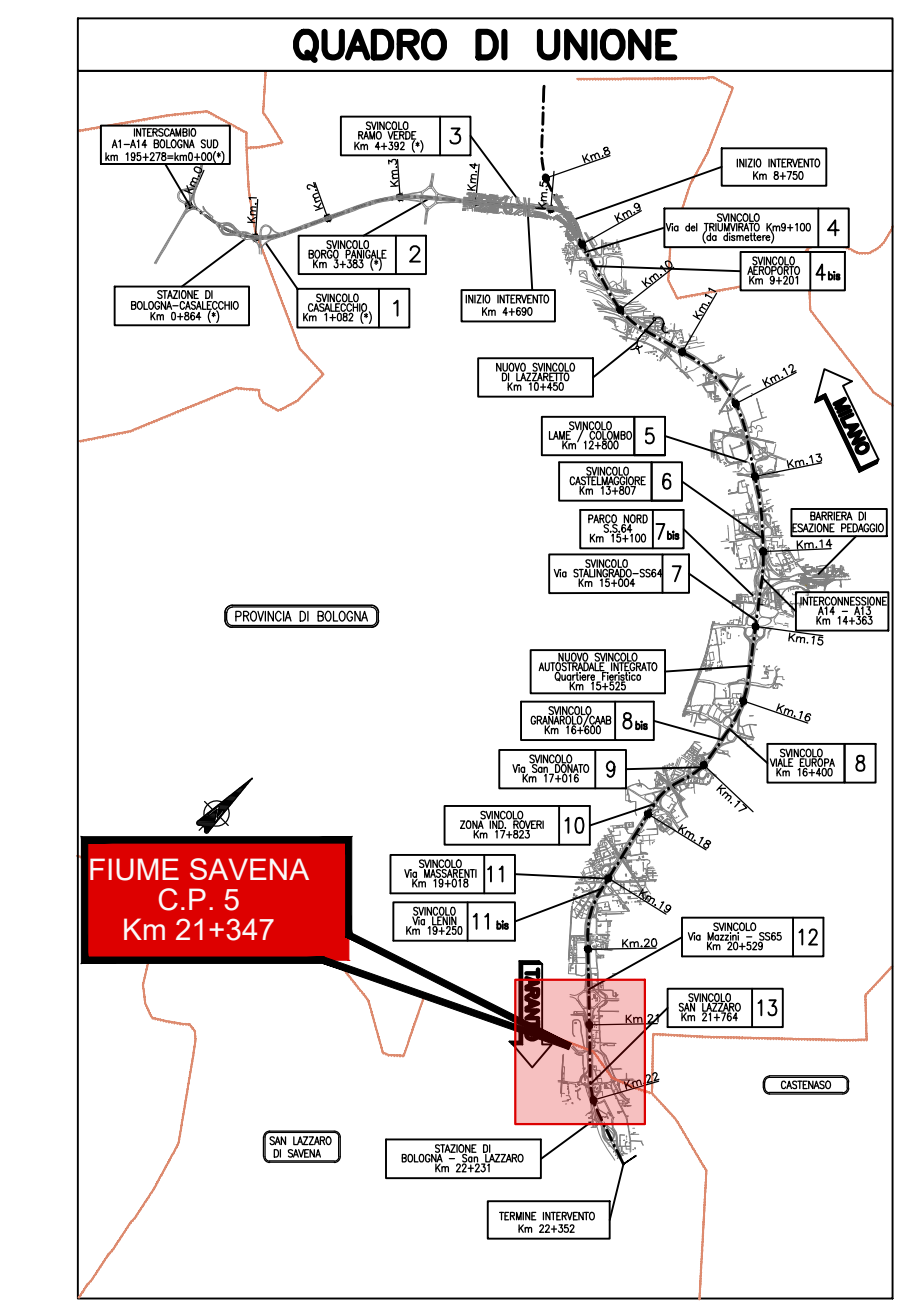 QUADRO DI UNIONE
INTERSCAMBIO
A1-A14 BOLOGNA SUD
km 195+278=km0+00(*)
SVINCOLO
RAMO VERDE
Km 4+392 (*)
3
Km.0
Km.1
Km.2
Km.3
Km.4
Km.5
Km.8
INIZIO INTERVENTO
Km 8+750
Km.9
SVINCOLO
Via del TRIUMVIRATO Km9+100
(da dismettere)
4
SVINCOLO
BORGO PANIGALE
Km 3+383 (*)
2
SVINCOLO
AEROPORTO
Km 9+201
4 bis
STAZIONE DI
BOLOGNA-CASALECCHIO
Km 0+864 (*)
SVINCOLO
CASALECCHIO
Km 1+082 (*)
1
INIZIO INTERVENTO
Km 4+690
Km.10
Km.11
NUOVO SVINCOLO
DI LAZZARETTO
Km 10+450
Km.12
MILANO
SVINCOLO
LAME / COLOMBO
Km 12+800
5
Km.13
SVINCOLO
CASTELMAGGIORE
Km 13+807
6
PARCO NORD
S.S.64
Km 15+100
7 bis
BARRIERA DI
ESAZIONE PEDAGGIO
Km.14
SVINCOLO
Via STALINGRADO-SS64
Km 15+004
7
INTERCONNESSIONE
A14 - A13
Km 14+363
PROVINCIA DI BOLOGNA
Km.15
NUOVO SVINCOLO
AUTOSTRADALE INTEGRATO
Quartiere Fieristico
Km 15+525
Km.16
SVINCOLO
GRANAROLO/CAAB
Km 16+600
8 bis
SVINCOLO
VIALE EUROPA
Km 16+400
8
SVINCOLO
Via San DONATO
Km 17+016
9
Km.17
SVINCOLO
ZONA IND. ROVERI
Km 17+823
10
Km.18
FIUME SAVENA
C.P. 5
Km 21+347
SVINCOLO
Via MASSARENTI
Km 19+018
11
Km.19
SVINCOLO
Via LENIN
Km 19+250
11 bis
SVINCOLO
Via Mazzini - SS65
Km 20+529
12
Km.20
TARANTO
SVINCOLO
SAN LAZZARO
Km 21+764
13
Km.21
Km.22
CASTENASO
SAN LAZZARO
DI SAVENA
STAZIONE DI
BOLOGNA - San LAZZARO
Km 22+231
TERMINE INTERVENTO
Km 22+352